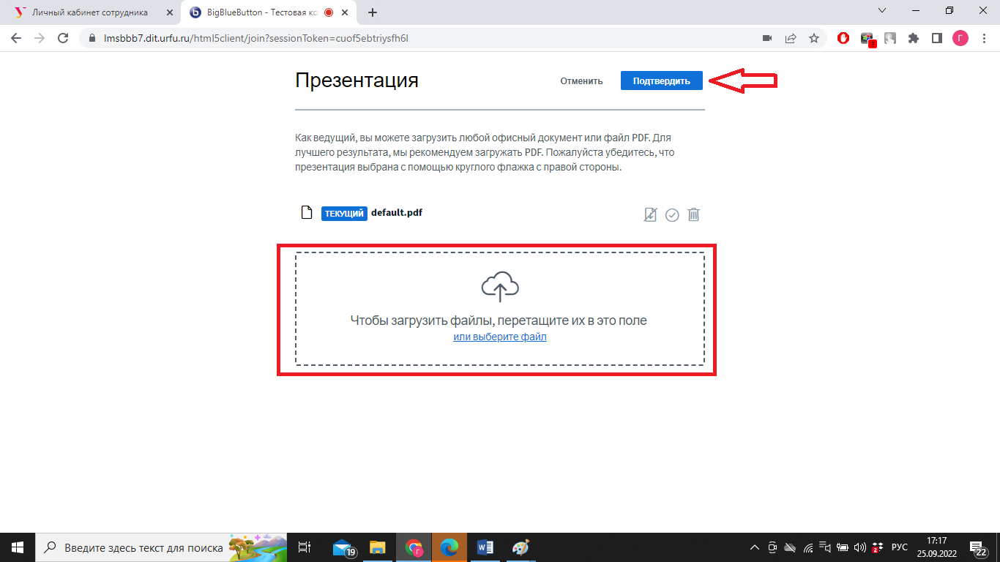 Личный кабинет сотрудника
BigBlueButton - Тестовая ко
lmsbbb7.dit.urfu.ru/html5client/join?sessionToken=cuof5ebtriysfh6l
Г
Презентация
Отменить
Подтвердить
Как ведущий, вы можете загрузить любой офисный документ или файл PDF. Для
лучшего результата, мы рекомендуем загружать PDF. Пожалуйста убедитесь, что
презентация выбрана с помощью круглого флажка с правой стороны.
ТЕКУЩИЙ default.pdf
Чтобы загрузить файлы, перетащите их в это поле
или выберите файл
Введите здесь текст для поиска
19
Г
РУС
17:17
25.09.2022
22